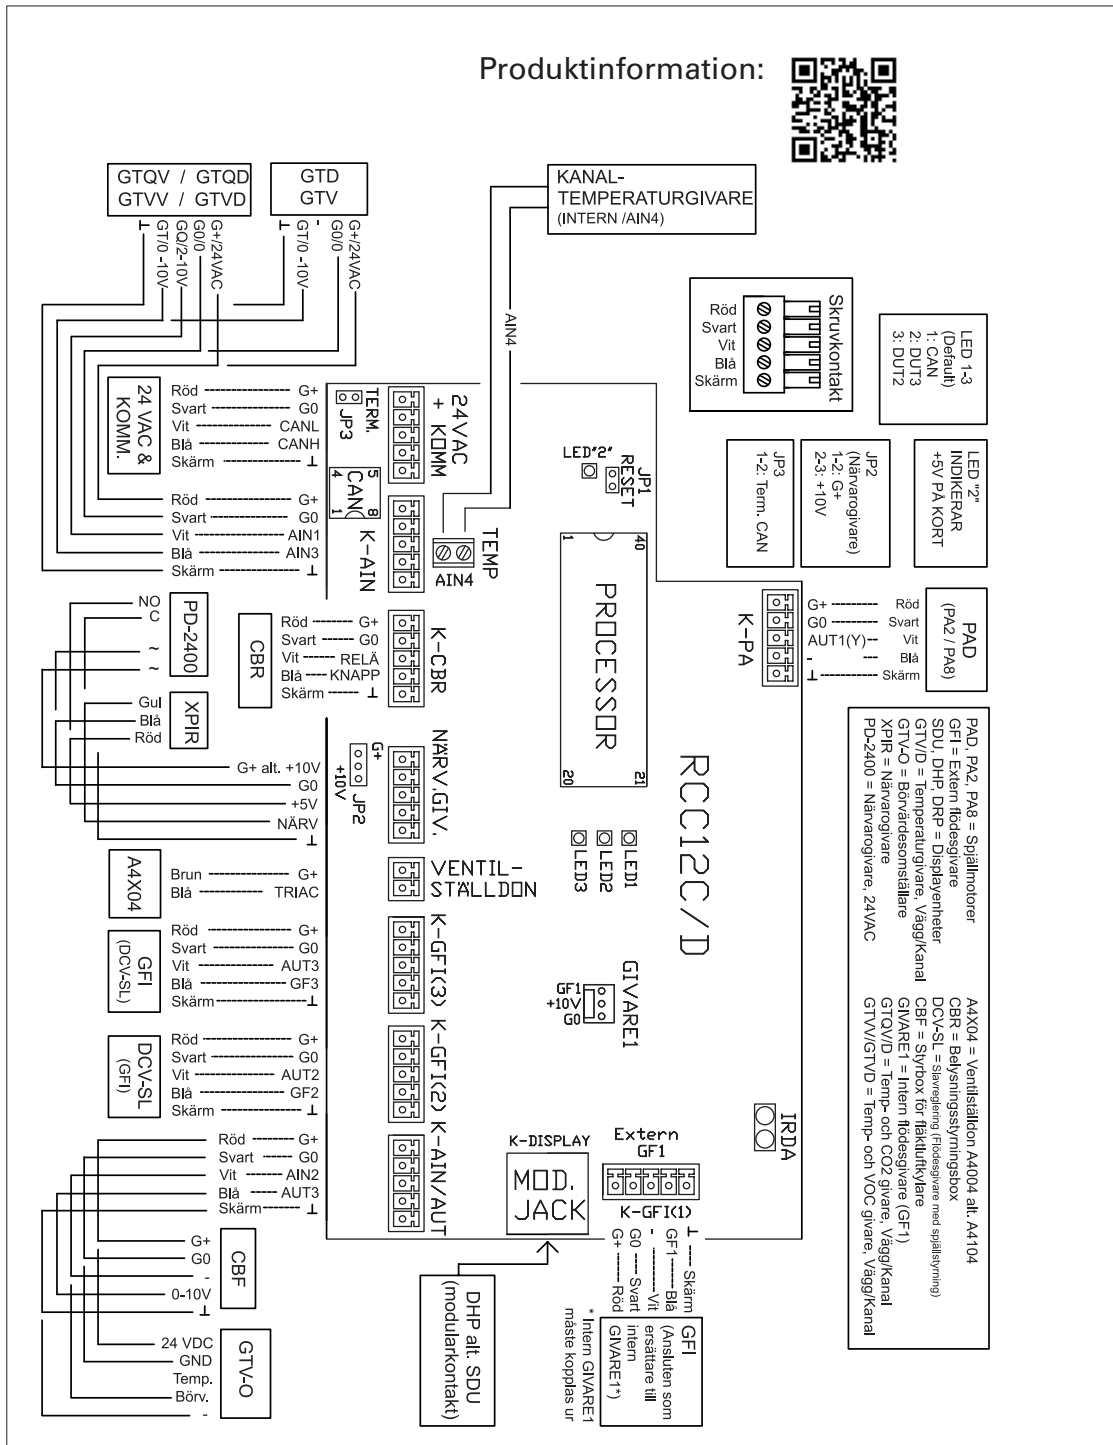 Produktinformation:
GTQV / GTQD
GTVV / GTVD
⊥
GT/0 -10V
GQ/2-10V
G0/0
G+/24VAC
GTD
GTV
⊥
GT/0 -10V
-
G0/0
G+/24VAC
KANAL-
TEMPERATURGIVARE
(INTERN /AIN4)
AIN4
Röd
Svart
Vit
Blå
Skärm
Skruvkontakt
LED 1-3
(Default)
1: CAN
2: DUT3
3: DUT2
24 VAC &
KOMM.
Röd G+
Svart G0
Vit CANL
Blå CANH
Skärm ⊥
TERM.
JP3
24VAC
+ KOMM
LED"2"
JP1
RESET
JP3
1-2: Term. CAN
JP2
(Närvarogivare)
1-2: G+
2-3: +10V
LED "2"
INDIKERAR
+5V PÅ KORT
Röd G+
Svart G0
Vit AIN1
Blå AIN3
Skärm ⊥
5
4
CAN
8
1
K-AIN
TEMP
AIN4
1
40
PROCESSOR
20
21
NO
C
~
~
PD-2400
Gul
Blå
Röd
XPIR
CBR
Röd G+
Svart G0
Vit RELÄ
Blå KNAPP
Skärm ⊥
K-CBR
K-PA
G+ Röd
G0 Svart
AUT1(Y) Vit
- Blå
⊥ Skärm
PAD
(PA2 / PA8)
G+ alt. +10V
G0
+5V
NÄRV
⊥
G+
+10V
JP2
NÄRV.GIV.
RCC12C/D
LED3
LED2
LED1
A4X04
Brun G+
Blå TRIAC
VENTIL-
STÄLLDON
GFI
(DCV-SL)
Röd G+
Svart G0
Vit AUT3
Blå GF3
Skärm ⊥
K-GFI(3)
GF1
+10V
G0
GIVARE1
DCV-SL
(GFI)
Röd G+
Svart G0
Vit AUT2
Blå GF2
Skärm ⊥
K-GFI(2)
IRDA
Röd G+
Svart G0
Vit AIN2
Blå AUT3
Skärm ⊥
K-AIN/AUT
K-DISPLAY
MOD.
JACK
Extern
GF1
K-GFI(1)
G+ Röd
G0 Svart
- Vit
GF1 Blå
⊥ Skärm
G+
G0
-
0-10V
⊥
CBF
24 VDC
GND
Temp.
Börv.
-
GTV-O
DHP alt. SDU
(modularkontakt)
GFI
(Ansluten som
ersättare till
intern
GIVARE1*)
* Intern GIVARE1
måste kopplas ur
PAD, PA2, PA8 = Spjällmotorer
GFI = Extern flödesgivare
SDU, DHP, DRP = Displayenheter
GTV/D = Temperaturgivare, Vägg/Kanal
GTV-O = Börvärdesomställare
XPIR = Närvarogivare
PD-2400 = Närvarogivare, 24VAC
A4X04 = Ventilställdon A4004 alt. A4104
CBR = Belysningsstyrningsbox
DCV-SL = Slavreglering (Flödesgivare med spjällstyrning)
CBF = Styrbox för fläktluftkylare
GIVARE1 = Intern flödesgivare (GF1)
GTQV/D = Temp- och CO2 givare, Vägg/Kanal
GTVV/GTVD = Temp- och VOC givare, Vägg/Kanal